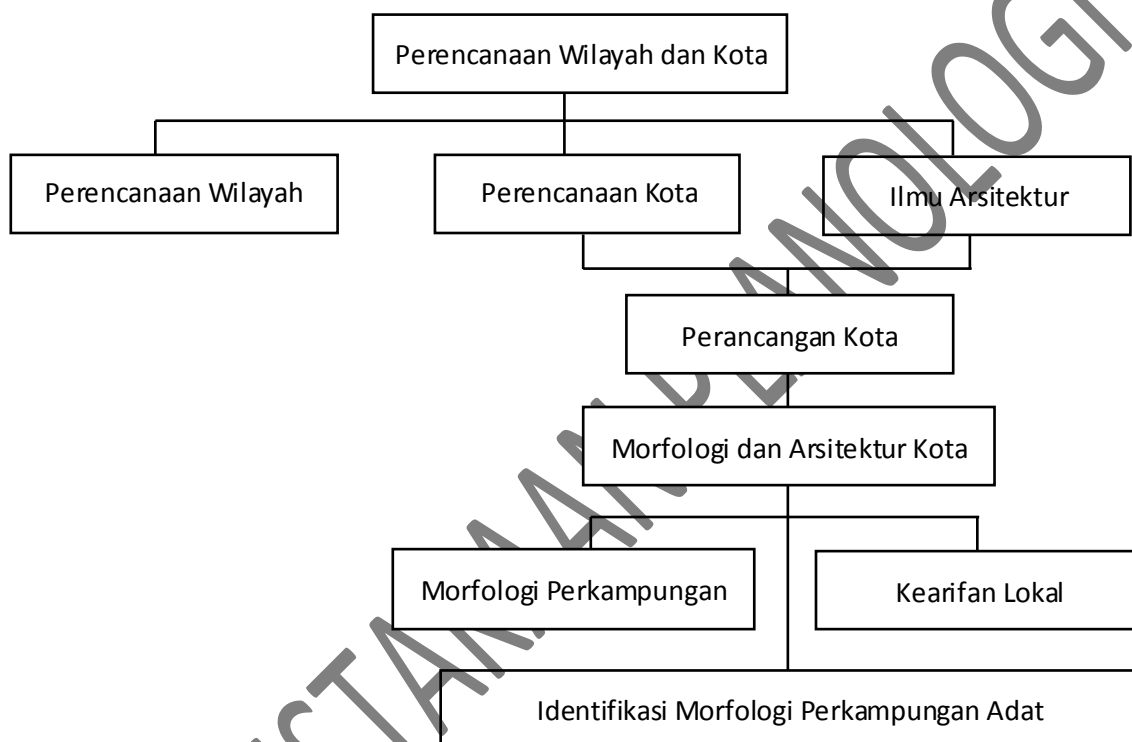 Perencanaan Wilayah dan Kota
Perencanaan Wilayah
Perencanaan Kota
Ilmu Arsitektur
Perancangan Kota
Morfologi dan Arsitektur Kota
Morfologi Perkampungan
Kearifan Lokal
Identifikasi Morfologi Perkampungan Adat